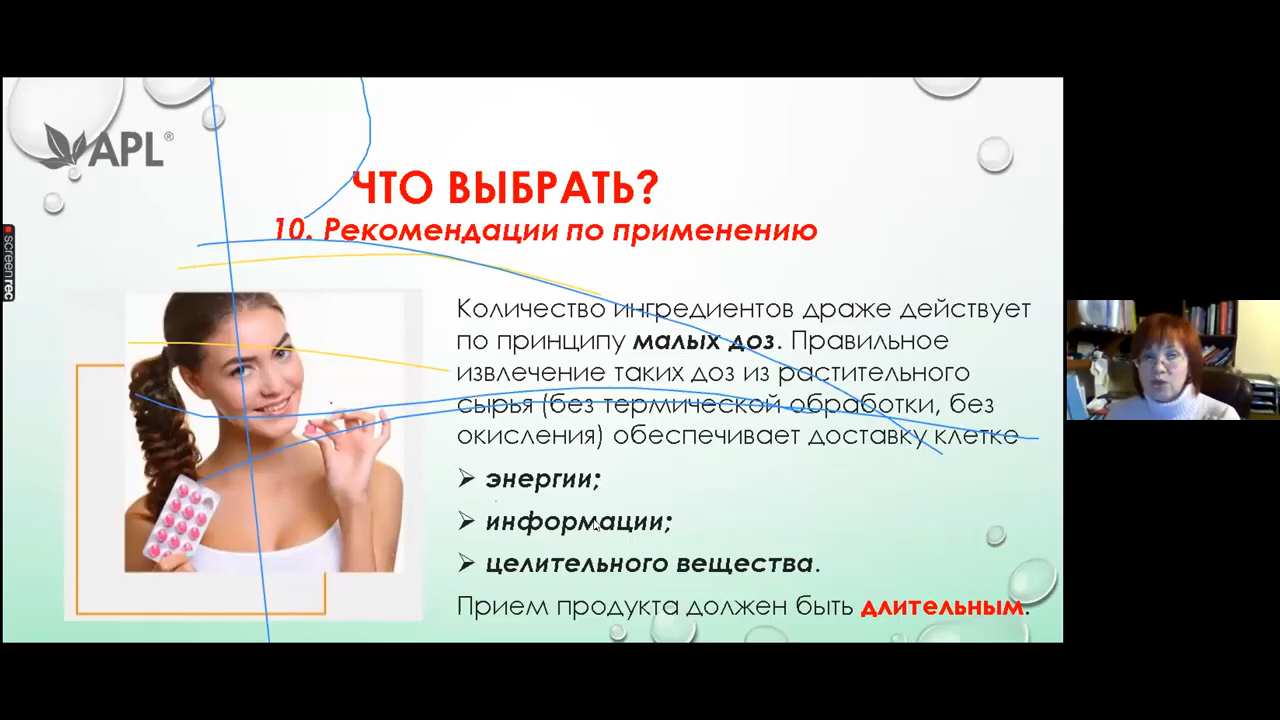 APL®
ЧТО ВЫБРАТЬ?
10. Рекомендации по применению
screenrec
Количество ингредиентов драже действует
по принципу малых доз. Правильное
извлечение таких доз из растительного
сырья (без термической обработки, без
окисления) обеспечивает доставку клетке
энергии;
информации;
целительного вещества.
Прием продукта должен быть длительным.